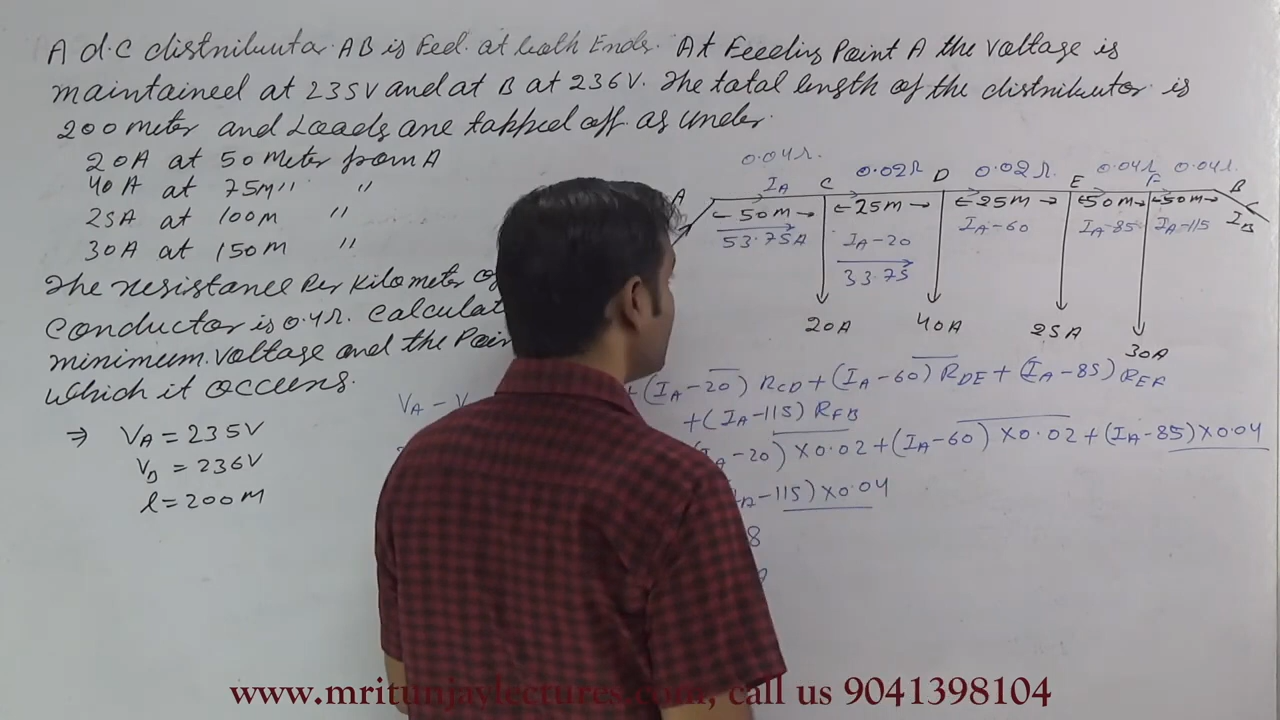 A d.c distributor AB is Fed at both Ends. At Feeding Point A the voltage is
maintained at 235V and at B at 236V. The total length of the distributor is
200 meter and Loads are tapped off as under.
20A at 50 Meter from A
40A at 75M " "
25A at 100M "
30A at 150M "
The resistance Per Kilometer of
Conductor is 0.4Ω. Calculat
minimum voltage and the Poin
which it occurs.
⇒ VA = 235V
VB = 236V
l = 200M
0.04Ω. 0.02Ω 0.02Ω. 0.04Ω 0.04Ω.
A IA C D E F B
50M 25M 25M 50M 50M
53.75A IA-20 IA-60 IA-85 IA-115 IB
33.75
20A 40A 25A 30A
VA - V +(IA-20) RCD + (IA-60) RDE + (IA-85) REF
+(IA-115) RFB
IA-20) X0.02 + (IA-60) X0.02 + (IA-85) X0.04
-115) X0.04
8
www.mritunjaylectures.com, call us 9041398104